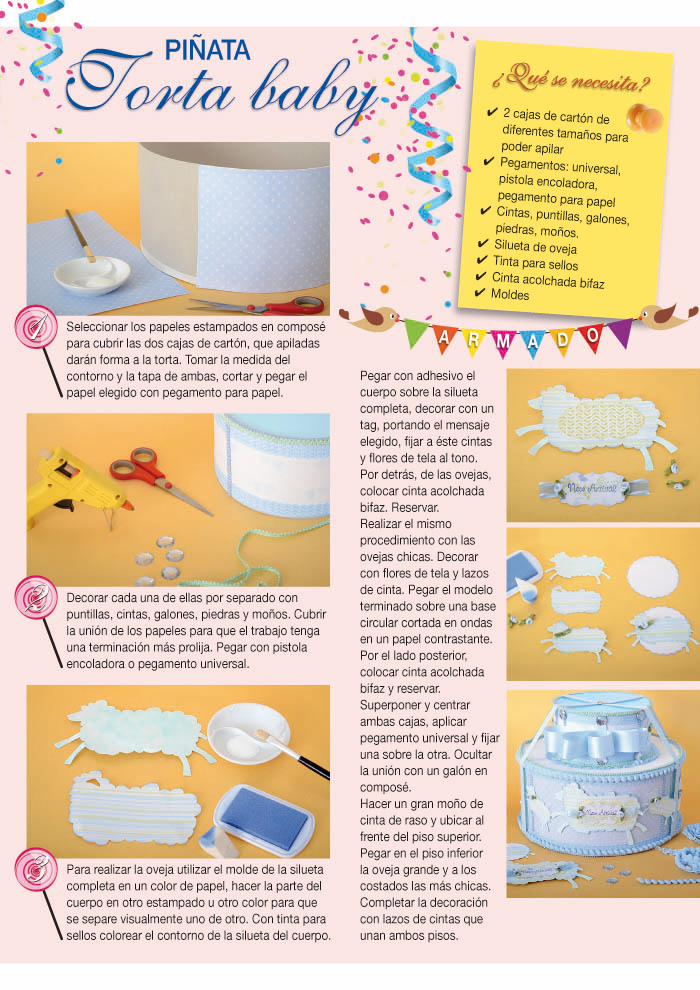 PIÑATA
Torta baby
¿Qué se necesita?
✔ 2 cajas de cartón de
diferentes tamaños para
poder apilar
✔ Pegamentos: universal,
pistola encoladora,
pegamento para papel
✔ Cintas, puntillas, galones,
piedras, moños.
✔ Silueta de oveja
✔ Tinta para sellos
✔ Cinta acolchada bifaz
✔ Moldes
1
Seleccionar los papeles estampados en composé
para cubrir las dos cajas de cartón, que apiladas
darán forma a la torta. Tomar la medida del
contorno y la tapa de ambas, cortar y pegar el
papel elegido con pegamento para papel.
2
Decorar cada una de ellas por separado con
puntillas, cintas, galones, piedras y moños. Cubrir
la unión de los papeles para que el trabajo tenga
una terminación más prolija. Pegar con pistola
encoladora o pegamento universal.
3
Para realizar la oveja utilizar el molde de la silueta
completa en un color de papel, hacer la parte del
cuerpo en otro estampado u otro color para que
se separe visualmente uno de otro. Con tinta para
sellos colorear el contorno de la silueta del cuerpo.
ARMADO
Pegar con adhesivo el
cuerpo sobre la silueta
completa, decorar con un
tag, portando el mensaje
elegido, fijar a éste cintas
y flores de tela al tono.
Por detrás, de las ovejas,
colocar cinta acolchada
bifaz. Reservar.
Realizar el mismo
procedimiento con las
ovejas chicas. Decorar
con flores de tela y lazos
de cinta. Pegar el modelo
terminado sobre una base
circular cortada en ondas
en un papel contrastante.
Por el lado posterior,
colocar cinta acolchada
bifaz y reservar.
Superponer y centrar
ambas cajas, aplicar
pegamento universal y fijar
una sobre la otra. Ocultar
la unión con un galón en
composé.
Hacer un gran moño de
cinta de raso y ubicar al
frente del piso superior.
Pegar en el piso inferior
la oveja grande y a los
costados las más chicas.
Completar la decoración
con lazos de cintas que
unan ambos pisos.
New Arrival
New Arrival